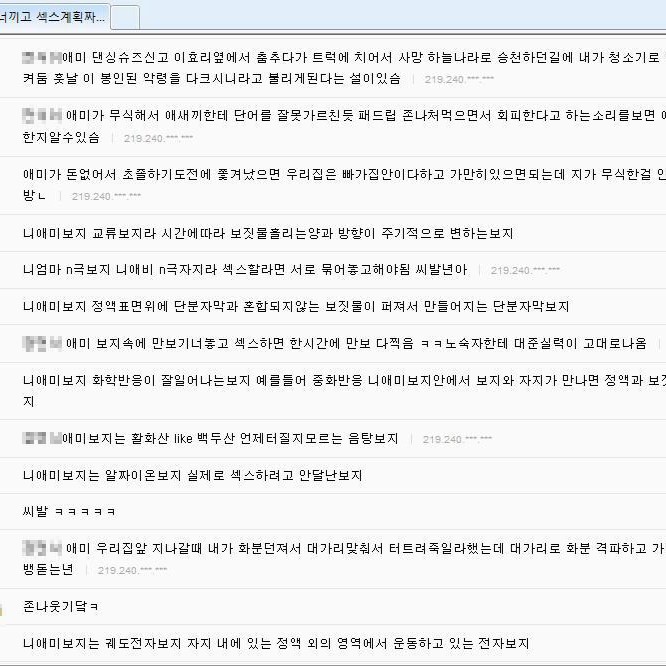 너끼고 섹스계획짜...
애미 댄싱슈즈신고 이효리옆에서 춤추다가 트럭에 치어서 사망 하늘나라로 승천하던길에 내가 청소기로
켜둠 훗날 이 봉인된 악령을 다크시니라고 불리게된다는 설이있슴 | 219.240.***.***
애미가 무식해서 애새끼한테 단어를 잘못가르친듯 패드립 존나처먹으면서 회피한다고 하는소리를보면
한지알수있슴 | 219.240.***.***
애미가 돈없어서 초졸하기도전에 쫓겨났으면 우리집은 빠가집안이다하고 가만히있으면되는데 지가 무식한걸
방ㄴ | 219.240.***.***
니애미보지 교류보지라 시간에따라 보짓물흘리는양과 방향이 주기적으로 변하는보지
니엄마 n극보지 니애비 n극자지라 섹스할라면 서로 묶어놓고해야됨 씨발년아 | 219.240.***.***
니애미보지 정액표면위에 단분자막과 혼합되지않는 보짓물이 퍼져서 만들어지는 단분자막보지
애미 보지속에 만보기너놓고 섹스하면 한시간에 만보 다찍음 ㅋㅋ노숙자한테 대준실력이 고대로나옴 |
니애미보지 화학반응이 잘일어나는보지 예를들어 중화반응 니애미보지안에서 보지와 자지가 만나면 정액과
지
애미보지는 활화산 like 백두산 언제터질지모르는 음탕보지 | 219.240.***.***
니애미보지는 알짜이온보지 실제로 섹스하려고 안달난보지
씨발 ㅋㅋㅋㅋㅋ
애미 우리집앞 지나갈때 내가 화분던져서 대가리맞춰서 터트려죽일라했는데 대가리로 화분 격파하고
뱅돋는년 | 219.240.***.***
존나웃기닼ㅋ
니애미보지는 궤도전자보지 자지 내에 있는 정액 외의 영역에서 운동하고 있는 전자보지